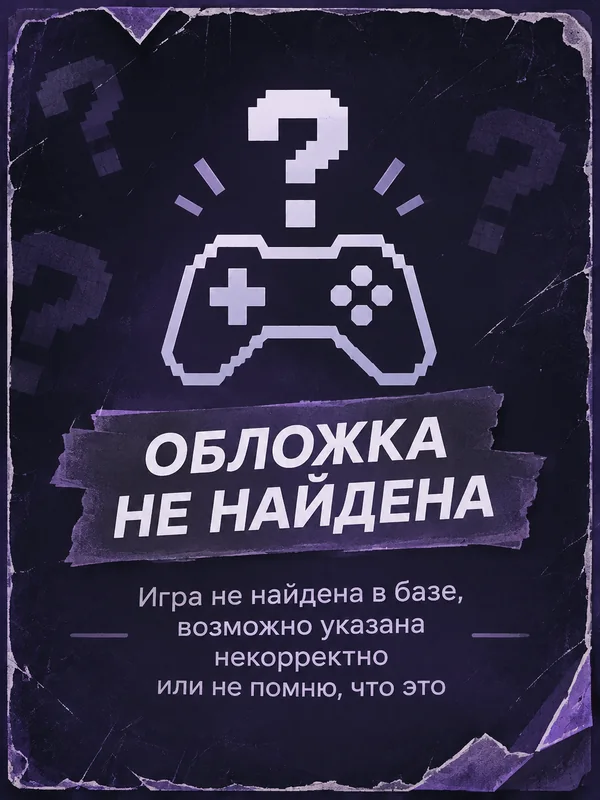 ОБЛОЖКА
НЕ НАЙДЕНА
Игра не найдена в базе,
возможно указана
некорректно
или не помню, что это